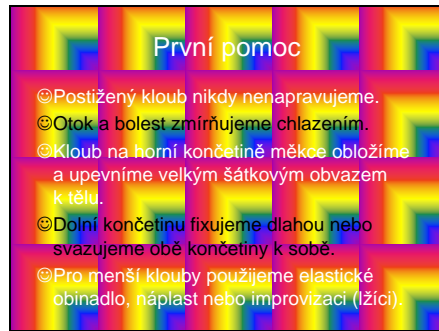 První pomoc
☺Postižený kloub nikdy nenapravujeme.
☺Otok a bolest zmírňujeme chlazením.
☺Kloub na horní končetině měkce obložíme
a upevníme velkým šátkovým obvazem
k tělu.
☺Dolní končetinu fixujeme dlahou nebo
svazujeme obě končetiny k sobě.
☺Pro menší klouby použijeme elastické
obinadlo, náplast nebo improvizaci (lžíci).